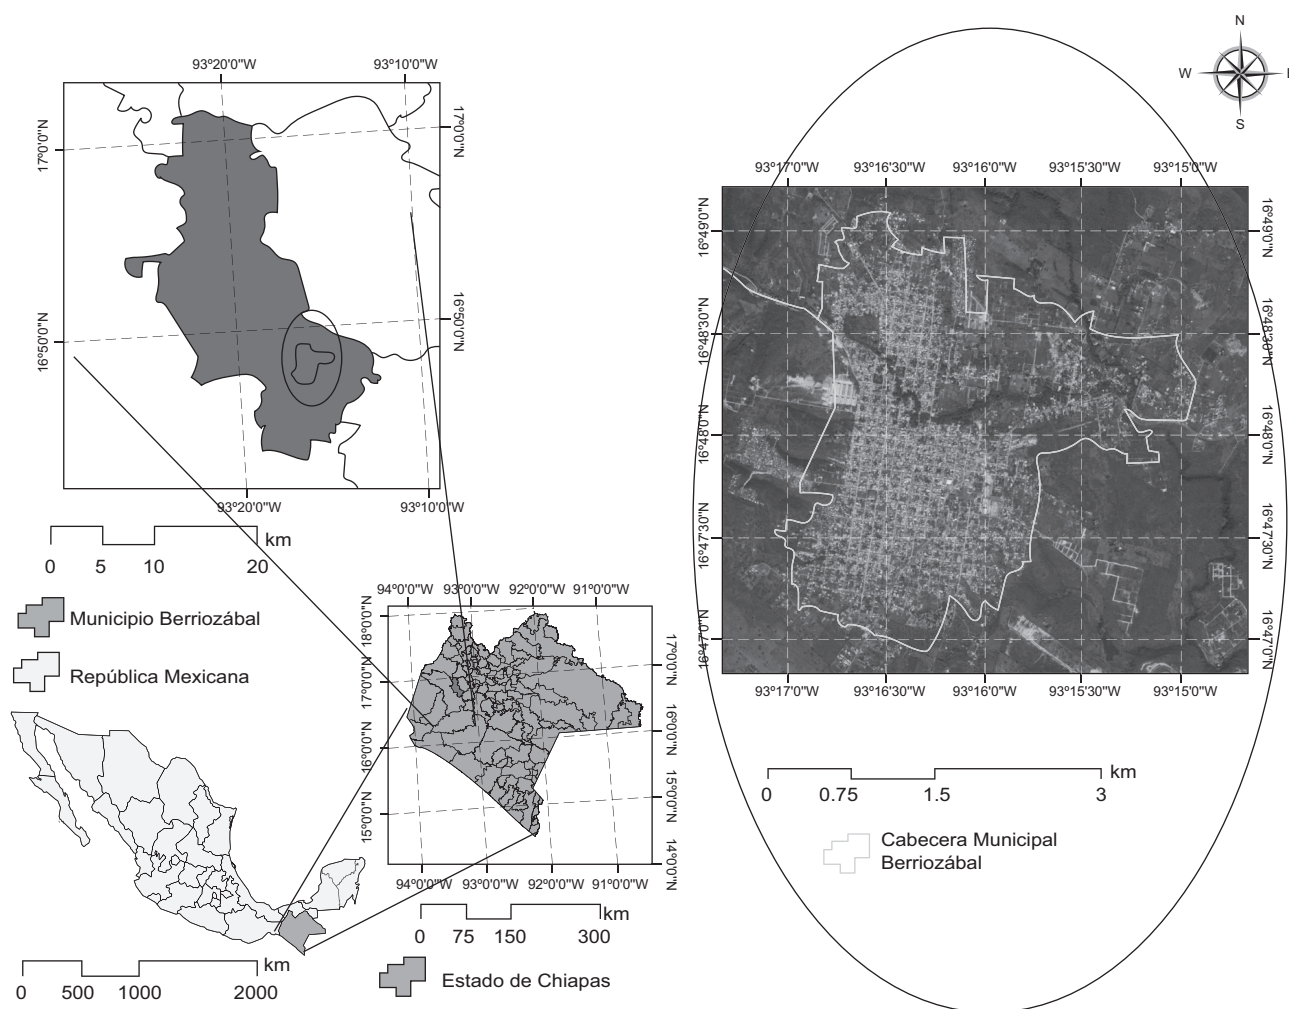 93°20'0"W 93°10'0"W
17°0'0"N
17°0'0"N
16°50'0"N
16°50'0"N
93°20'0"W 93°10'0"W
km
0 5 10 20
Municipio Berriozábal
República Mexicana
km
0 500 1000 2000
94°0'0"W 93°0'0"W 92°0'0"W 91°0'0"W
18°0'0"N
17°0'0"N
16°0'0"N
15°0'0"N
17°0'0"N
16°0'0"N
15°0'0"N
14°0'0"N
94°0'0"W 93°0'0"W 92°0'0"W 91°0'0"W
km
0 75 150 300
Estado de Chiapas
N
W E
S
93°17'0"W 93°16'30"W 93°16'0"W 93°15'30"W 93°15'0"W
16°49'0"N
16°48'30"N
16°48'0"N
16°47'30"N
16°47'0"N
16°49'0"N
16°48'30"N
16°48'0"N
16°47'30"N
16°47'0"N
93°17'0"W 93°16'30"W 93°16'0"W 93°15'30"W 93°15'0"W
km
0 0.75 1.5 3
Cabecera Municipal
Berriozábal